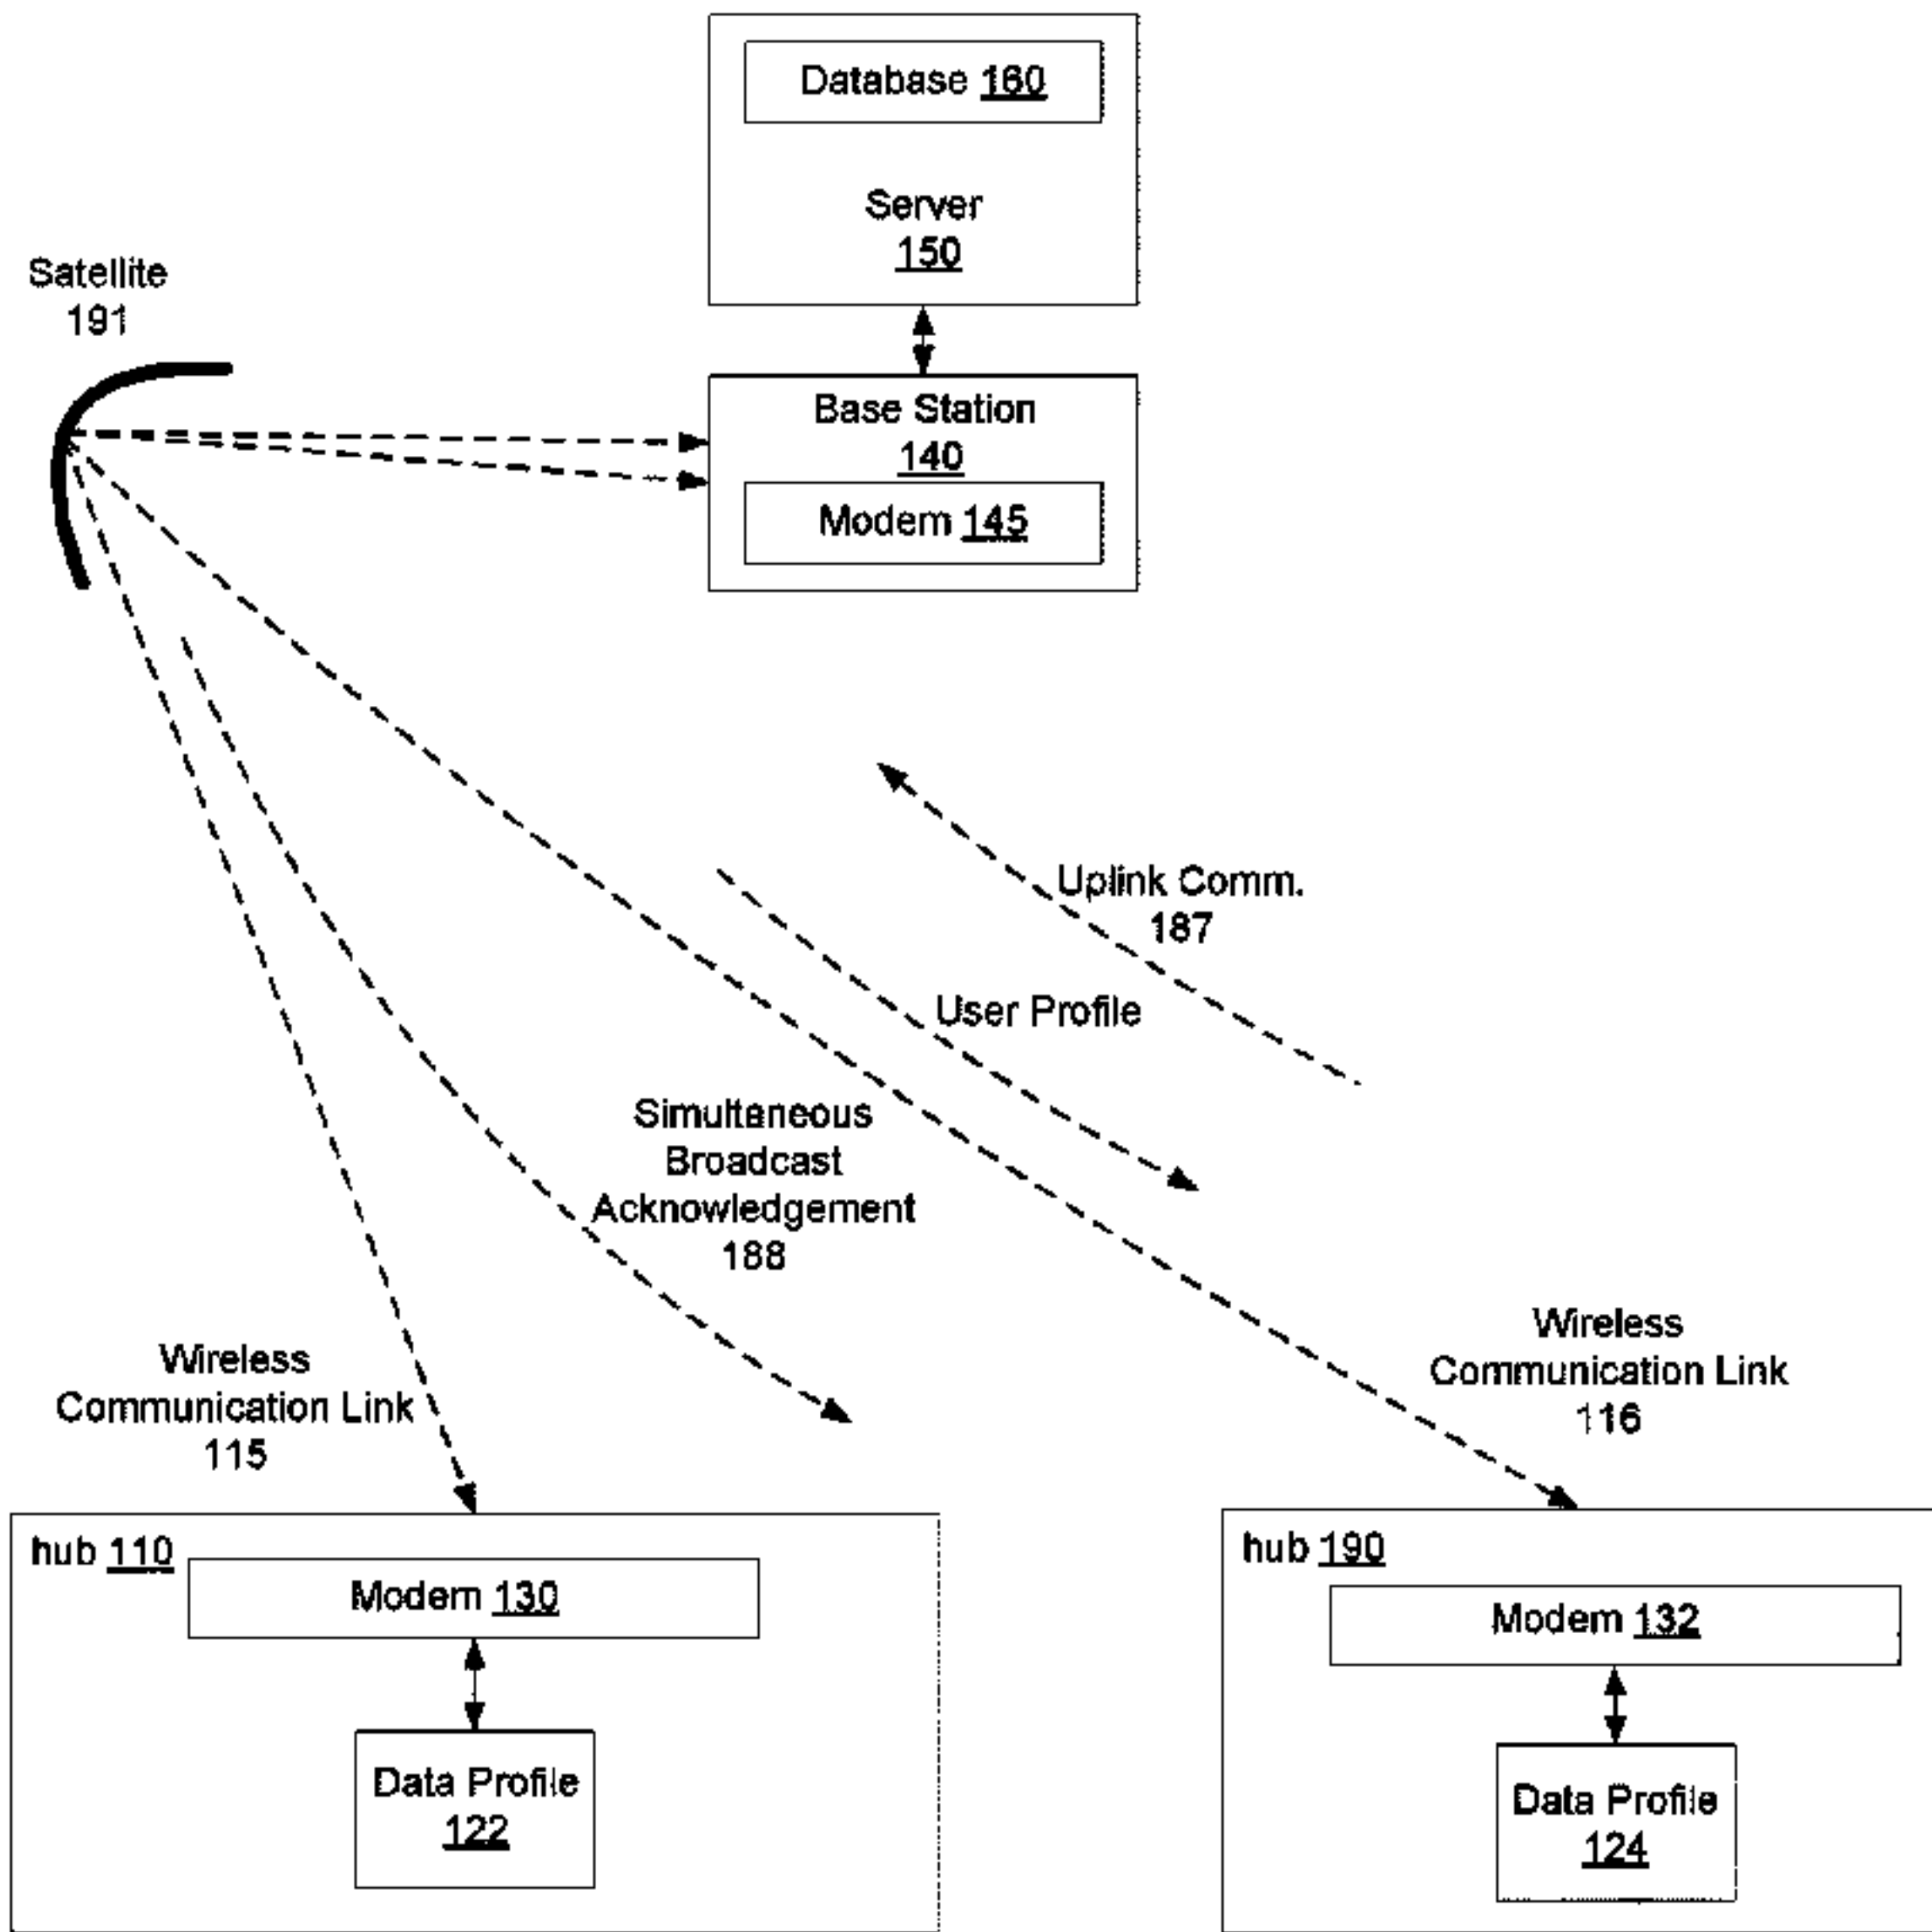 Database 160
Server
150
Satellite
191
Base Station
140
Modem 145
Uplink Comm.
187
User Profile
Simultaneous
Broadcast
Acknowledgement
188
Wireless
Communication Link
115
Wireless
Communication Link
116
hub 110
Modem 130
Data Profile
122
hub 190
Modem 132
Data Profile
124